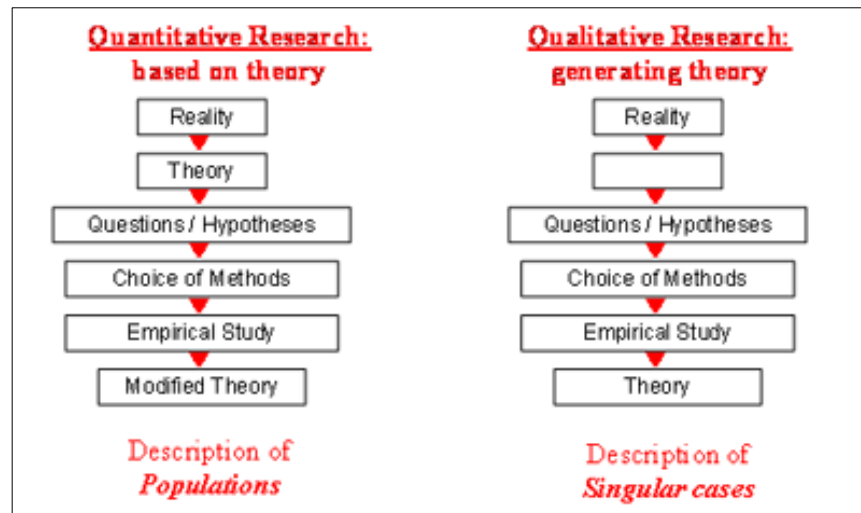 Quantitative Research:
based on theory
Reality
Theory
Questions / Hypotheses
Choice of Methods
Empirical Study
Modified Theory
Description of
Populations
Qualitative Research:
generating theory
Reality
Questions / Hypotheses
Choice of Methods
Empirical Study
Theory
Description of
Singular cases